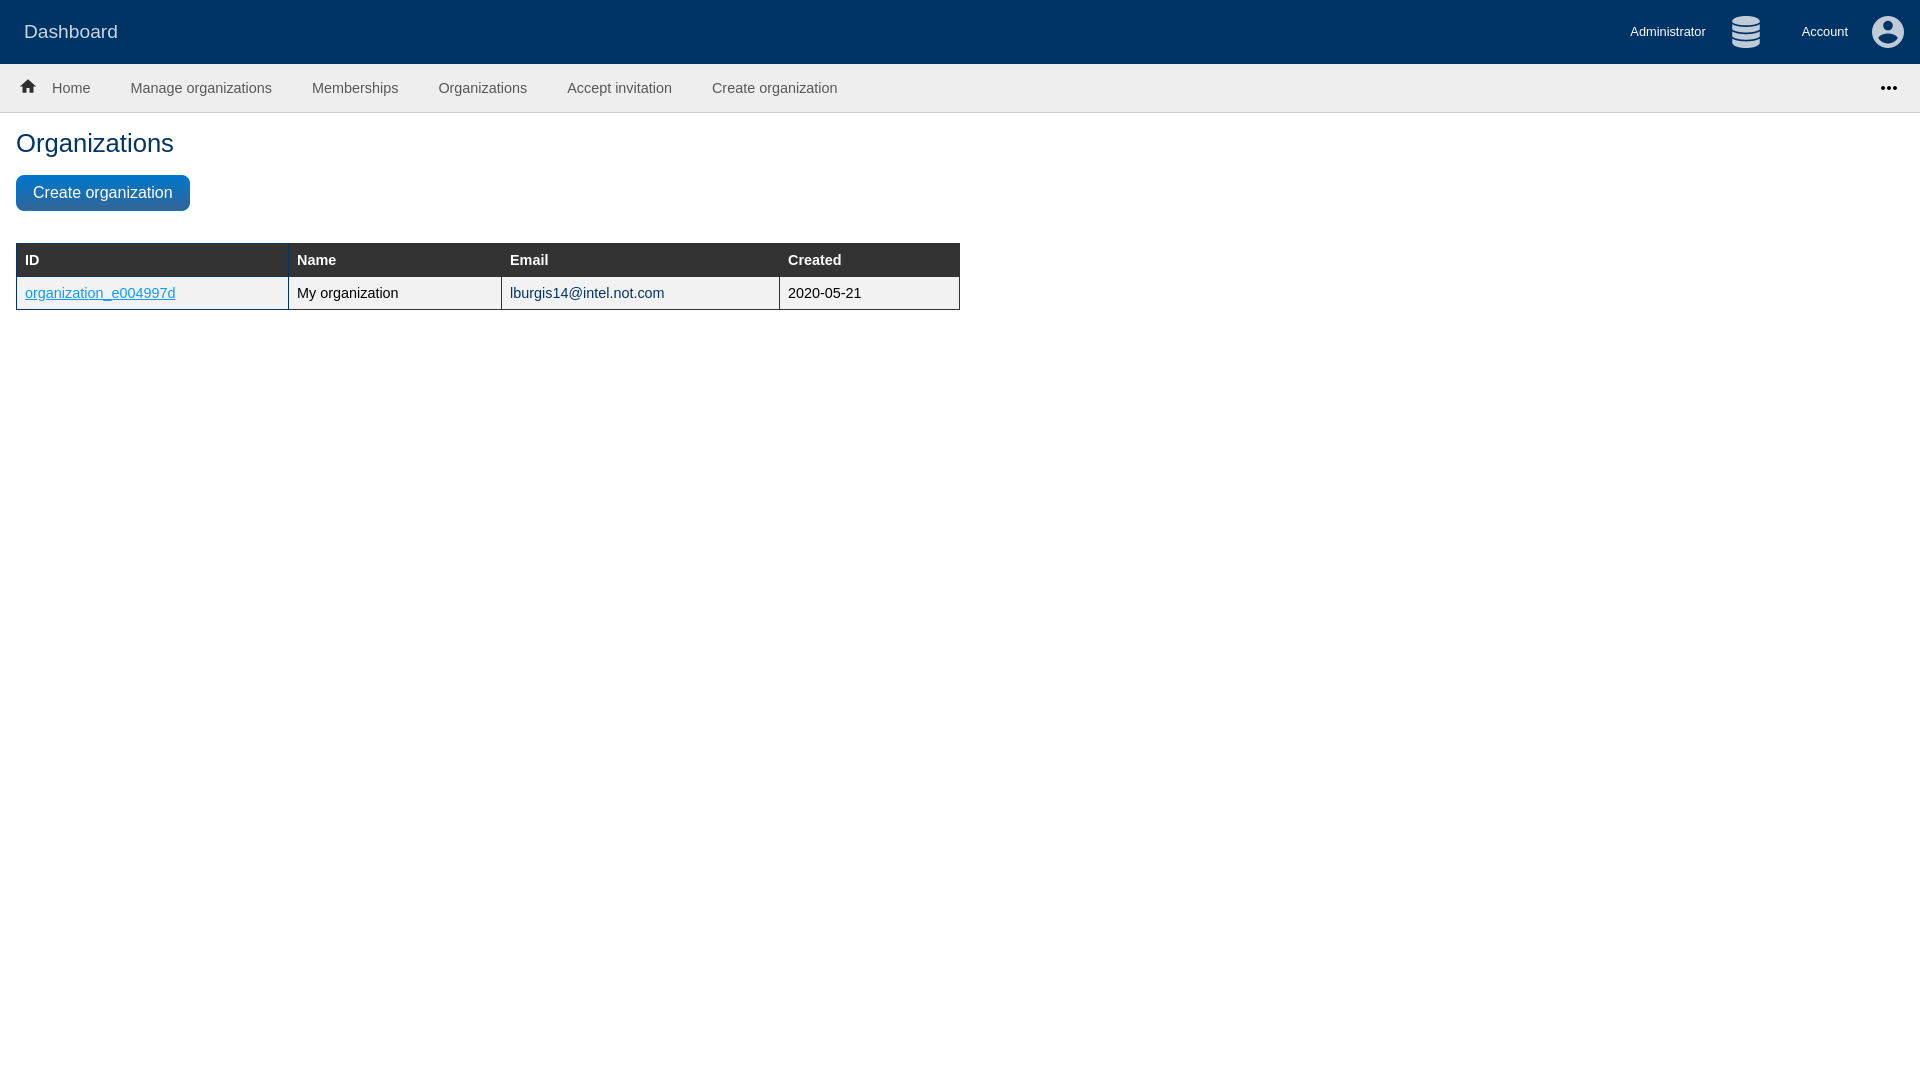 Dashboard
Administrator
Account
Home
Manage organizations
Memberships
Organizations
Accept invitation
Create organization
Organizations
Create organization
ID Name Email Created
organization_e004997d My organization lburgis14@intel.not.com 2020-05-21